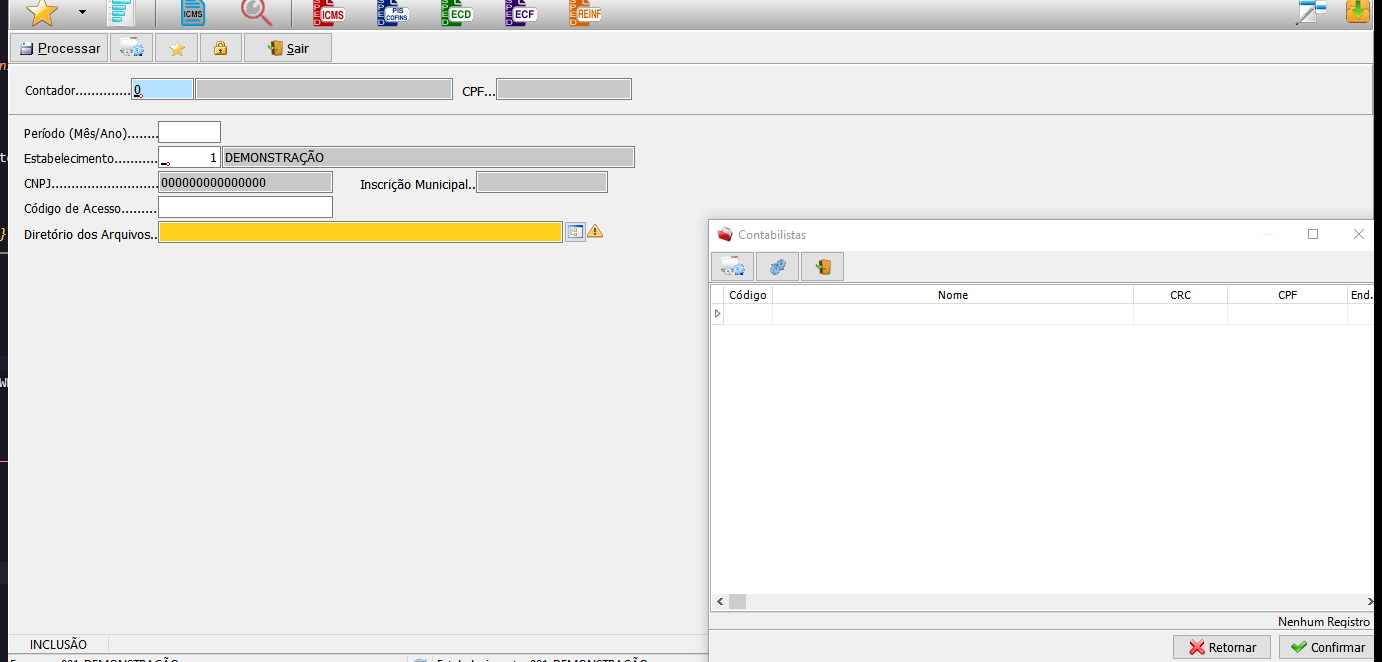 ICMS ICMS PIS COFINS ECD ECF REINF
Processar Sair
Contador.............. 0 CPF...
Período (Mês/Ano)........
Estabelecimento........... 1 DEMONSTRAÇÃO
CNPJ.......................... 000000000000000
Inscrição Municipal..
Código de Acesso.........
Diretório dos Arquivos..
Contabilistas
Código Nome CRC CPF End.
Nenhum Registro
Retornar Confirmar
INCLUSÃO
001-DEMONSTRAÇÃO 001-DEMONSTRAÇÃO